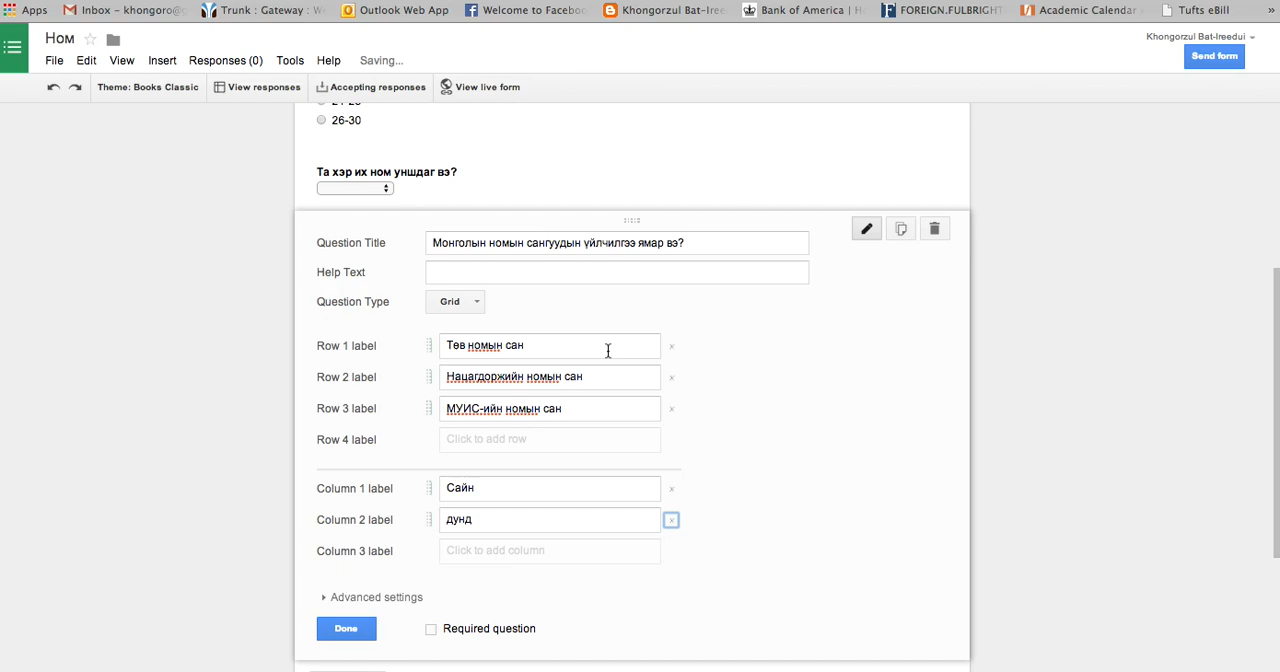 Apps Inbox – khongoro@ Trunk : Gateway : W Outlook Web App Welcome to Faceboo Khongorzul Bat-Iree Bank of America | Ho FOREIGN.FULBRIGHT Academic Calendar Tufts eBill »
Ном
Khongorzul Bat-Ireedui
File Edit View Insert Responses (0) Tools Help Saving...
Send form
Theme: Books Classic View responses Accepting responses View live form
26-30
Та хэр их ном уншдаг вэ?
Question Title Монголын номын сангуудын үйлчилгээ ямар вэ?
Help Text
Question Type Grid
Row 1 label Төв номын сан x
Row 2 label Нацагдоржийн номын сан x
Row 3 label МУИС-ийн номын сан x
Row 4 label Click to add row
Column 1 label Сайн x
Column 2 label дунд x
Column 3 label Click to add column
Advanced settings
Done Required question